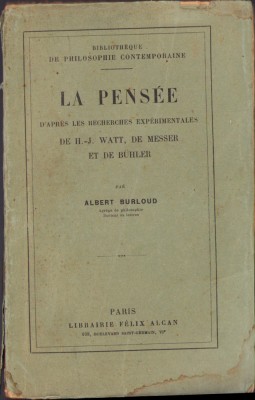 BIBLIOTHÈQUE
DE PHILOSOPHIE CONTEMPORAINE
LA PENSÉE
D'APRÈS LES RECHERCHES EXPÉRIMENTALES
DE H.-J. WATT, DE MESSER
ET DE BÜHLER
PAR
ALBERT BURLOUD
PARIS
LIBRAIRIE FÉLIX ALCAN
108, BOULEVARD SAINT-GERMAIN, VIe